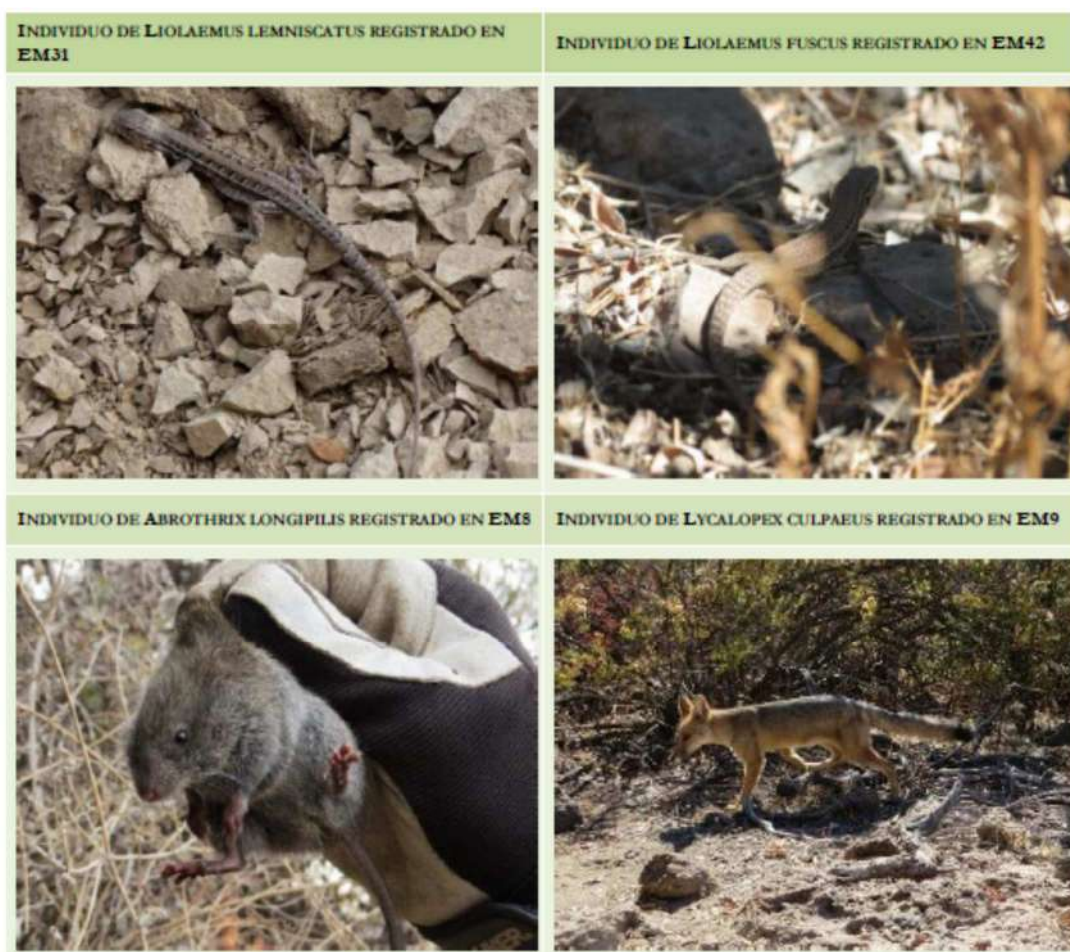 INDIVIDUO DE LIOLAEMUS LEMNISCATUS REGISTRADO EN
EM31
INDIVIDUO DE LIOLAEMUS FUSCUS REGISTRADO EN EM42
INDIVIDUO DE ABROTHRIX LONGIPILIS REGISTRADO EN EM8
INDIVIDUO DE LYCALOPEX CULPAEUS REGISTRADO EN EM9